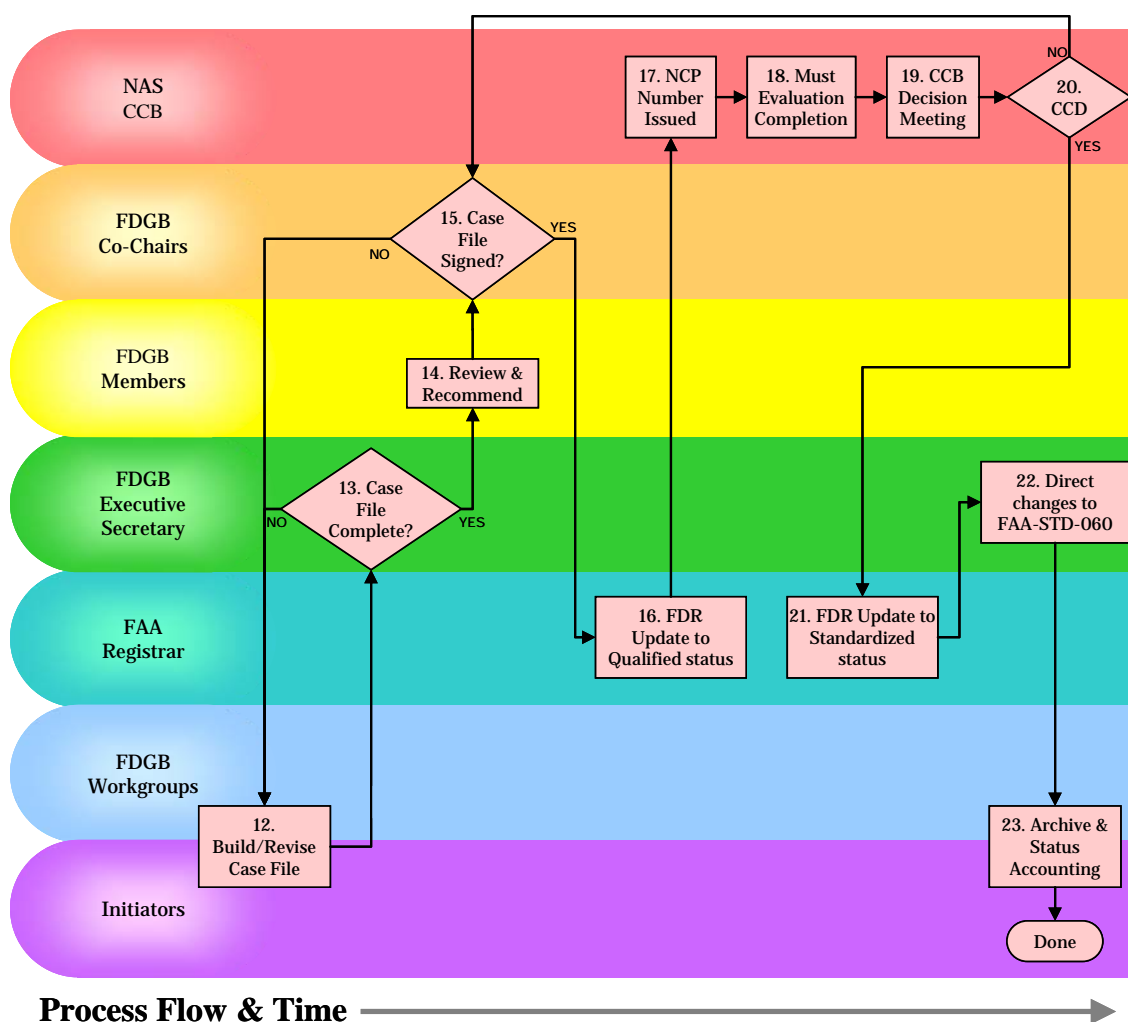 NAS
CCB
17. NCP
Number
Issued
18. Must
Evaluation
Completion
19. CCB
Decision
Meeting
NO
20.
CCD
YES
FDGB
Co-Chairs
15. Case
File
Signed?
NO
YES
FDGB
Members
14. Review &
Recommend
FDGB
Executive
Secretary
13. Case
File
Complete?
NO
YES
22. Direct
changes to
FAA-STD-060
FAA
Registrar
16. FDR
Update to
Qualified status
21. FDR Update to
Standardized
status
FDGB
Workgroups
12.
Build/Revise
Case File
23. Archive &
Status
Accounting
Initiators
Done
Process Flow & Time